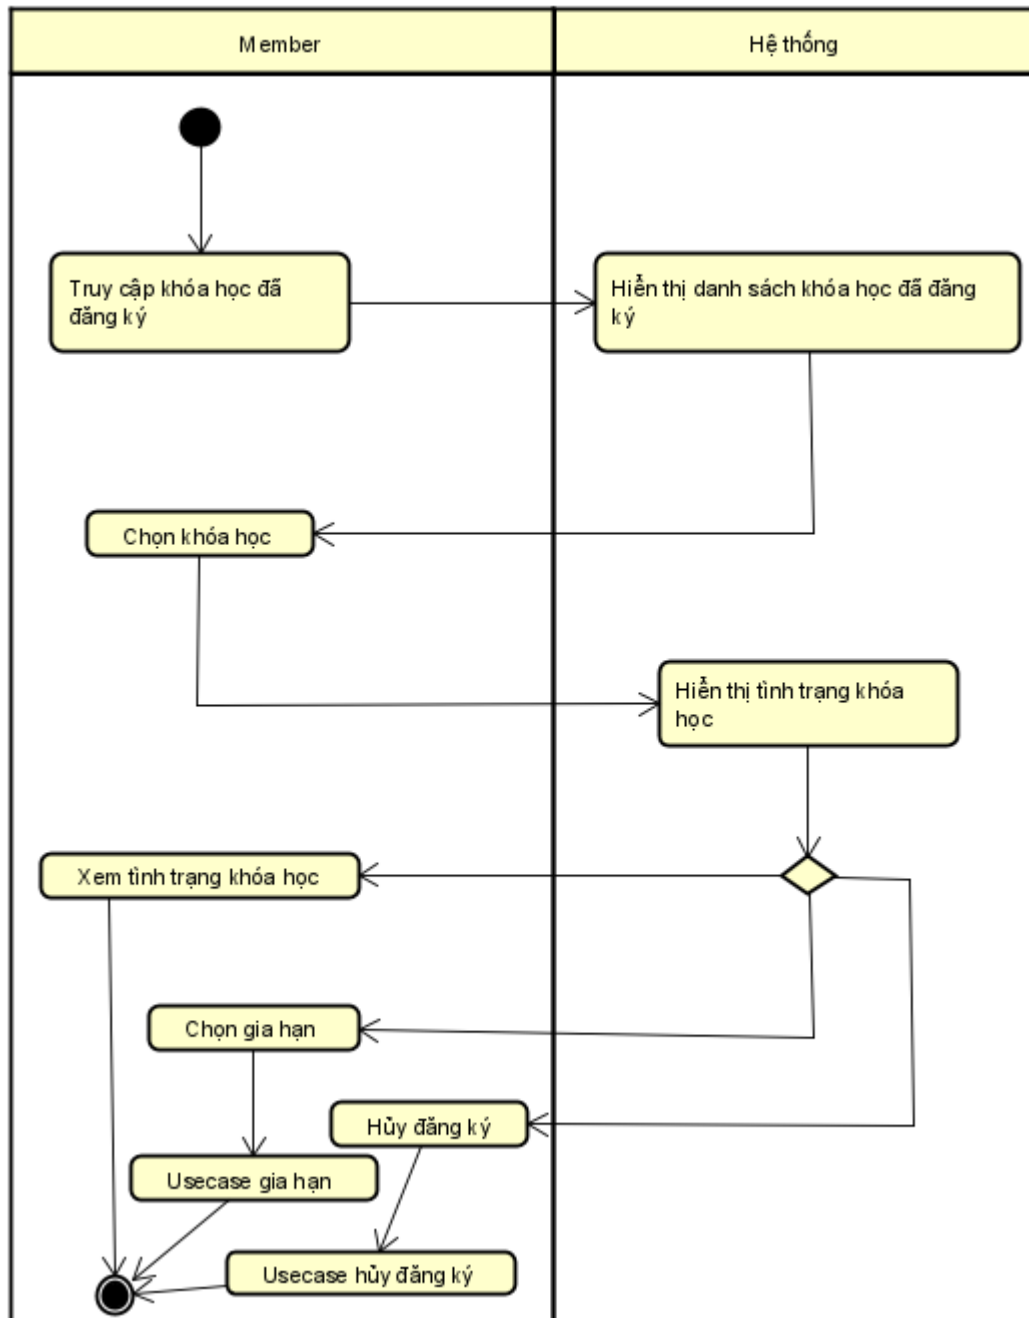 Member
Hệ thống
Truy cập khóa học đã
đăng ký
Hiển thị danh sách khóa học đã đăng
ký
Chọn khóa học
Hiển thị tình trạng khóa
học
Xem tình trạng khóa học
Chọn gia hạn
Hủy đăng ký
Usecase gia hạn
Usecase hủy đăng ký